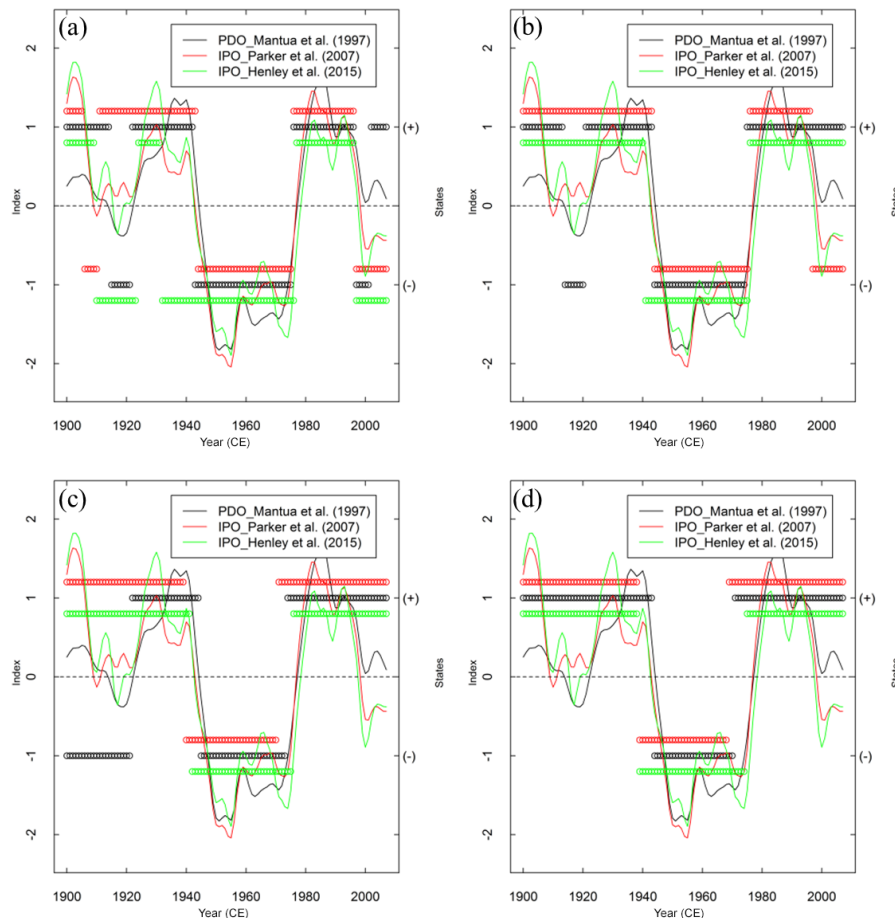 (a)
PDO_Mantua et al. (1997)
IPO_Parker et al. (2007)
IPO_Henley et al. (2015)
2
1
0
-1
-2
Index
(+)
(-)
States
1900 1920 1940 1960 1980 2000
Year (CE)
(b)
PDO_Mantua et al. (1997)
IPO_Parker et al. (2007)
IPO_Henley et al. (2015)
2
1
0
-1
-2
Index
(+)
(-)
States
1900 1920 1940 1960 1980 2000
Year (CE)
(c)
PDO_Mantua et al. (1997)
IPO_Parker et al. (2007)
IPO_Henley et al. (2015)
2
1
0
-1
-2
Index
(+)
(-)
States
1900 1920 1940 1960 1980 2000
Year (CE)
(d)
PDO_Mantua et al. (1997)
IPO_Parker et al. (2007)
IPO_Henley et al. (2015)
2
1
0
-1
-2
Index
(+)
(-)
States
1900 1920 1940 1960 1980 2000
Year (CE)